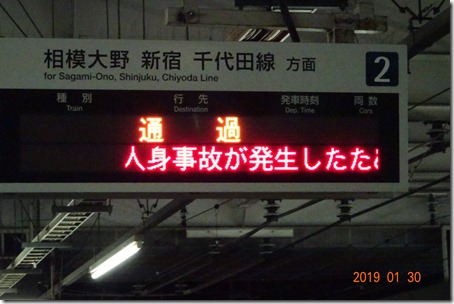 相模大野 新宿 千代田線 方面 2
for Sagami-Ono, Shinjuku, Chiyoda Line
種別 行先 発車時刻 両数
Train Destination Dep. Time Cars
通過
人身事故が発生したため
2019 01 30